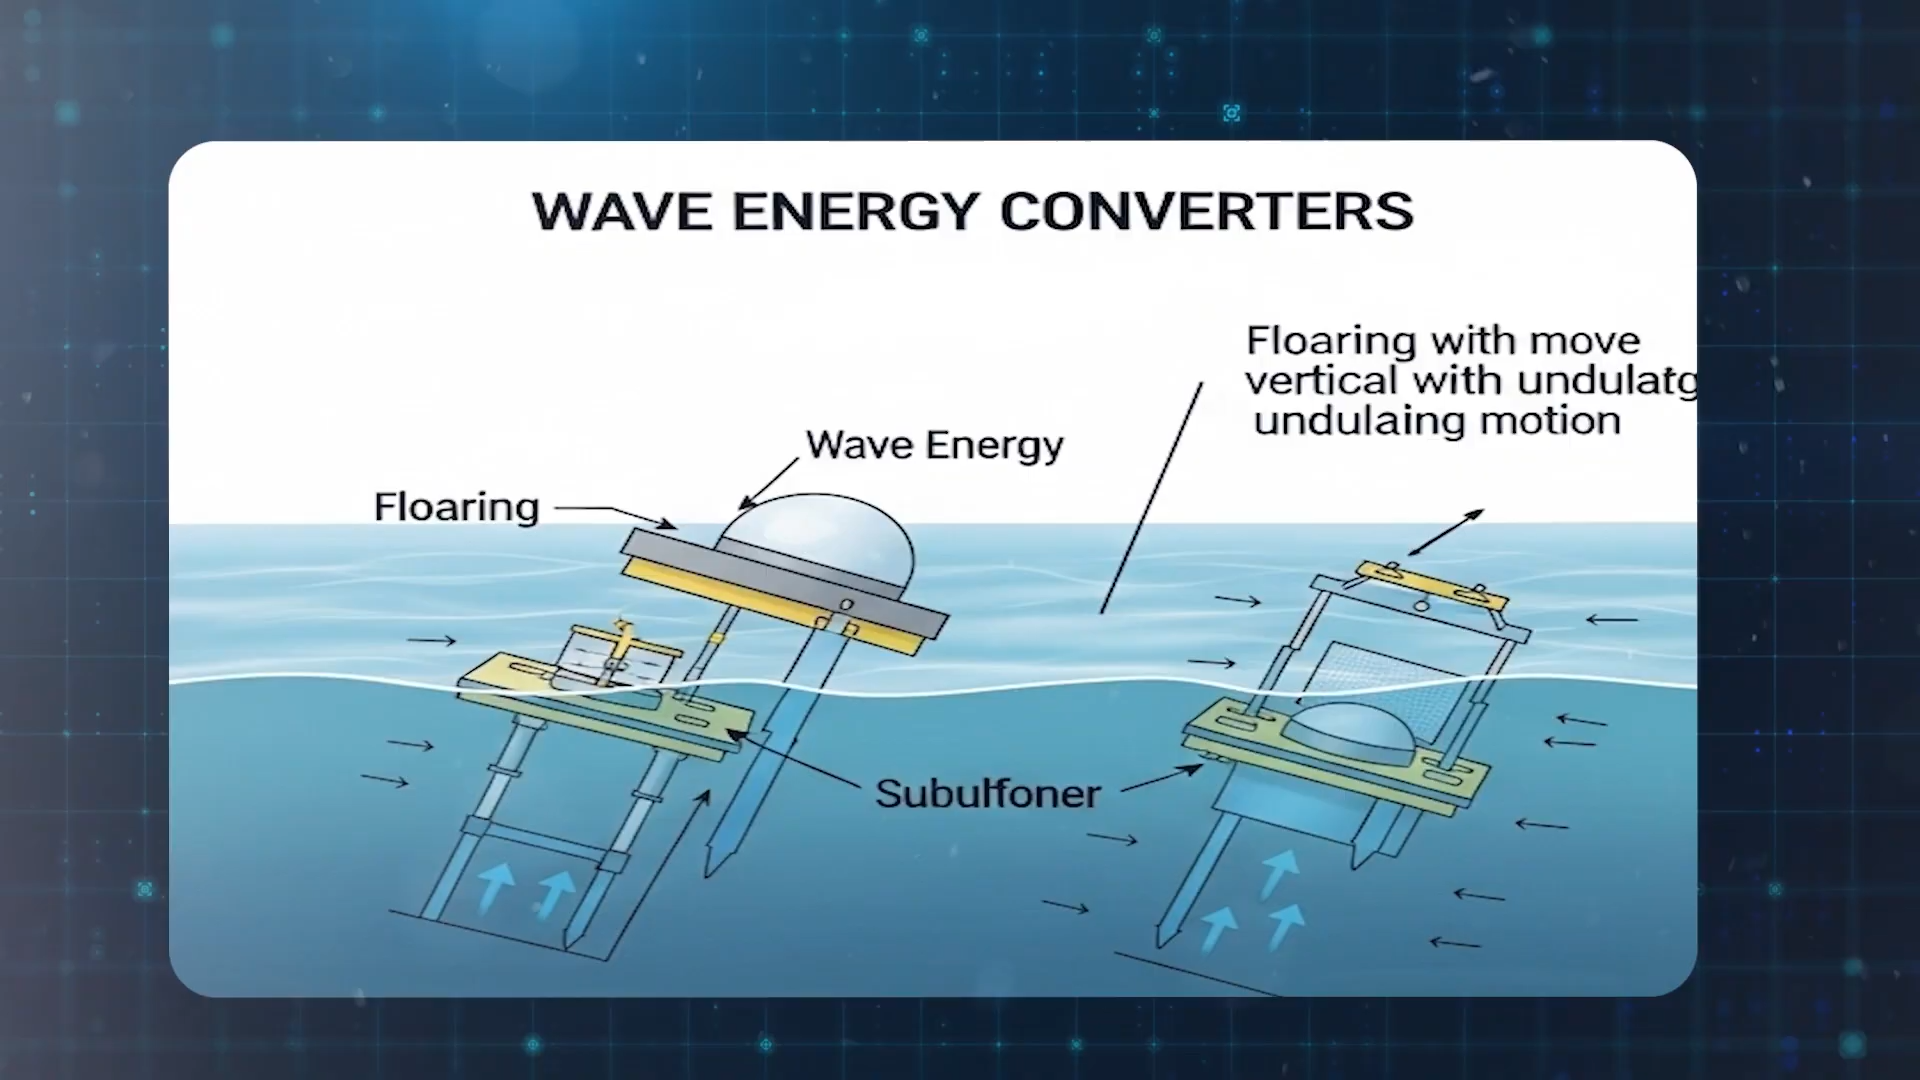 WAVE ENERGY CONVERTERS
Floaring with move
vertical with undulatg
undulaing motion
Wave Energy
Floaring
Subulfoner